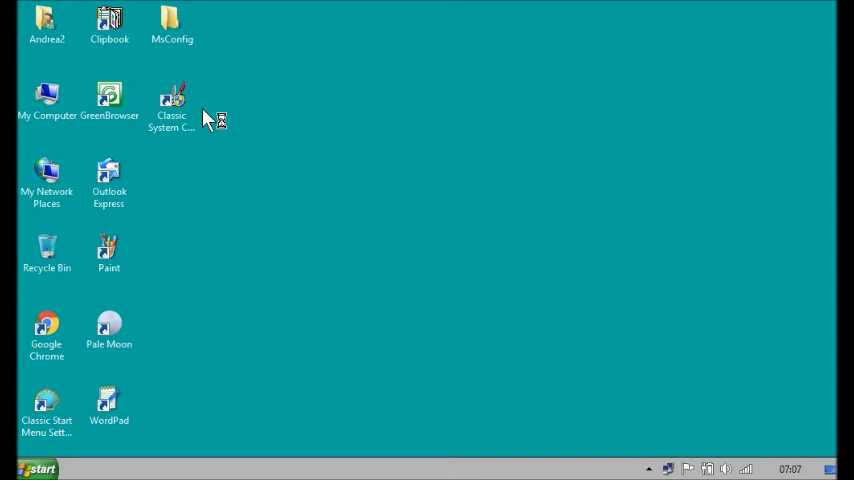 Andrea2
Clipbook
MsConfig
My Computer
GreenBrowser
Classic
System C...
My Network
Places
Outlook
Express
Recycle Bin
Paint
Google
Chrome
Pale Moon
Classic Start
Menu Sett...
WordPad
start
07:07